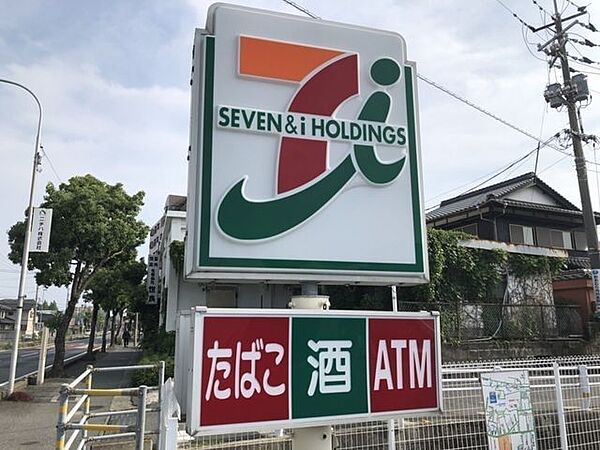 SEVEN & i HOLDINGS
たばこ 酒 ATM